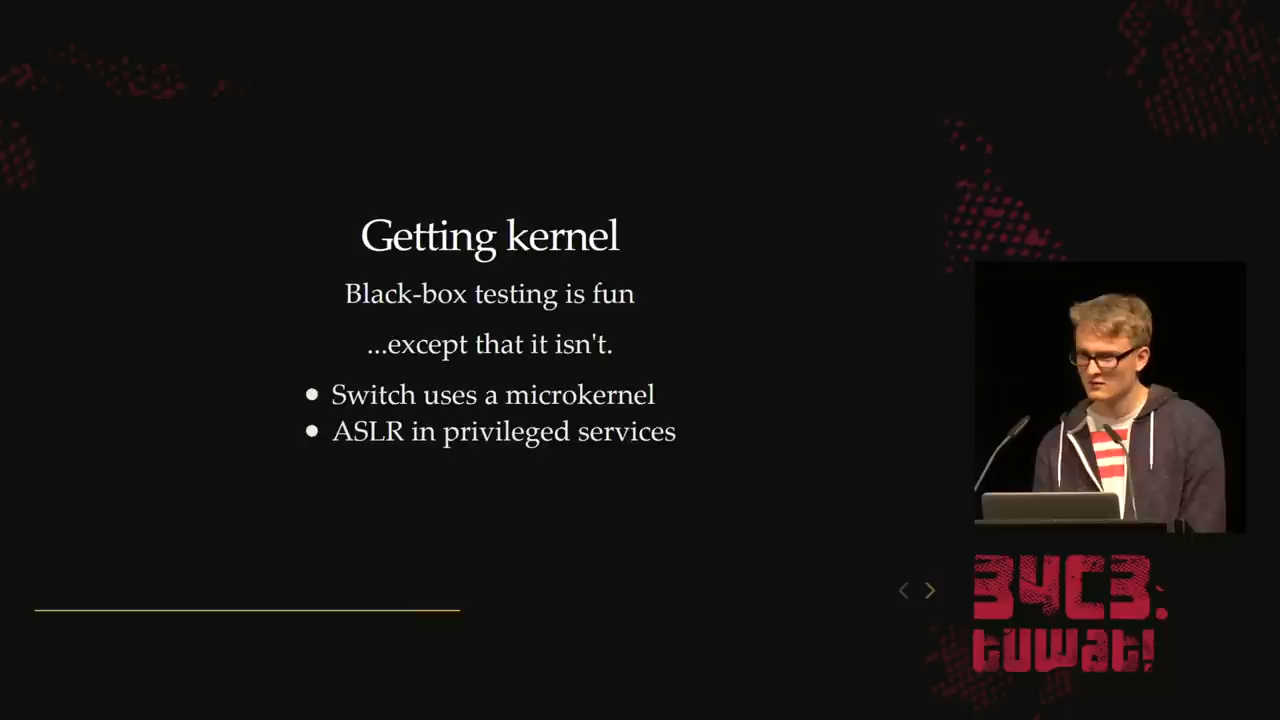 Getting kernel
Black-box testing is fun
...except that it isn't.
● Switch uses a microkernel
● ASLR in privileged services
34C3.
tuwat!